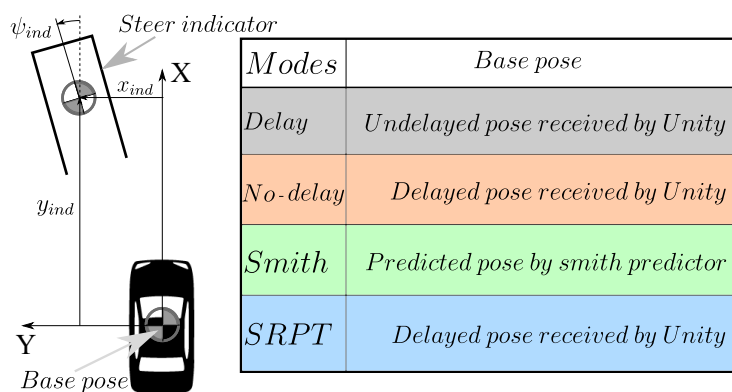 ψind
Steer indicator
X
xind
yind
Y
Base pose
Modes Base pose
Delay Undelayed pose received by Unity
No-delay Delayed pose received by Unity
Smith Predicted pose by smith predictor
SRPT Delayed pose received by Unity